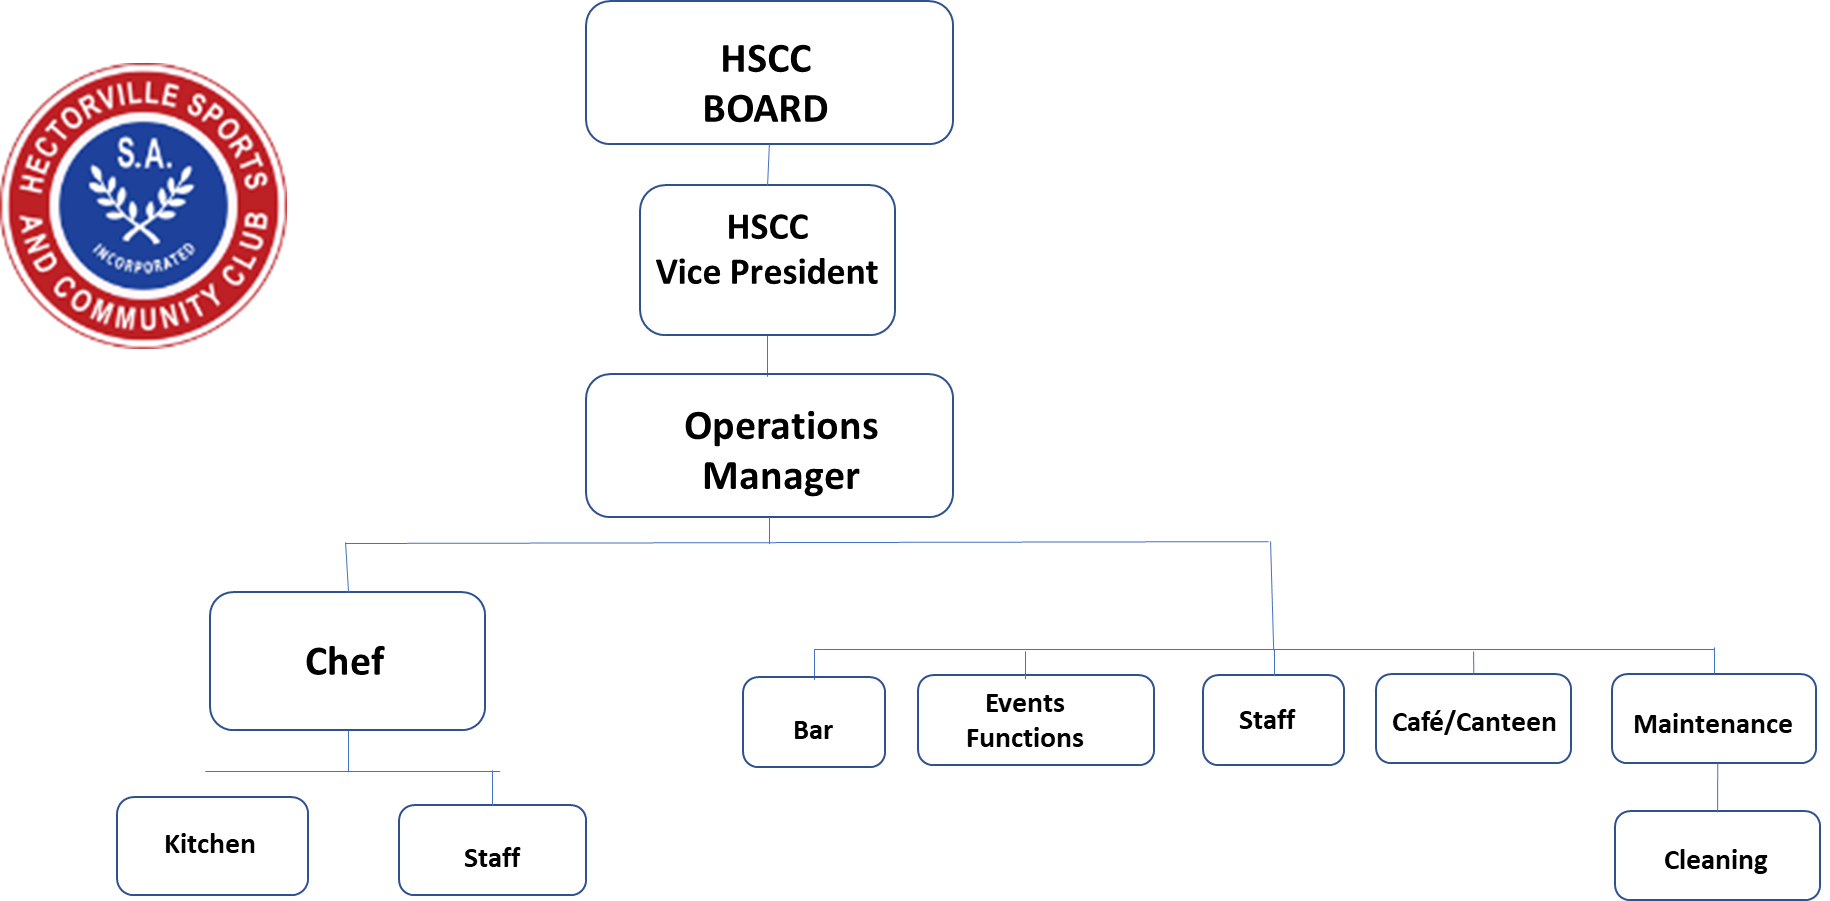 HECTORVILLE SPORTS
AND COMMUNITY CLUB
S.A.
INCORPORATED
HSCC
BOARD
HSCC
Vice President
Operations
Manager
Chef
Kitchen
Staff
Bar
Events
Functions
Staff
Café/Canteen
Maintenance
Cleaning